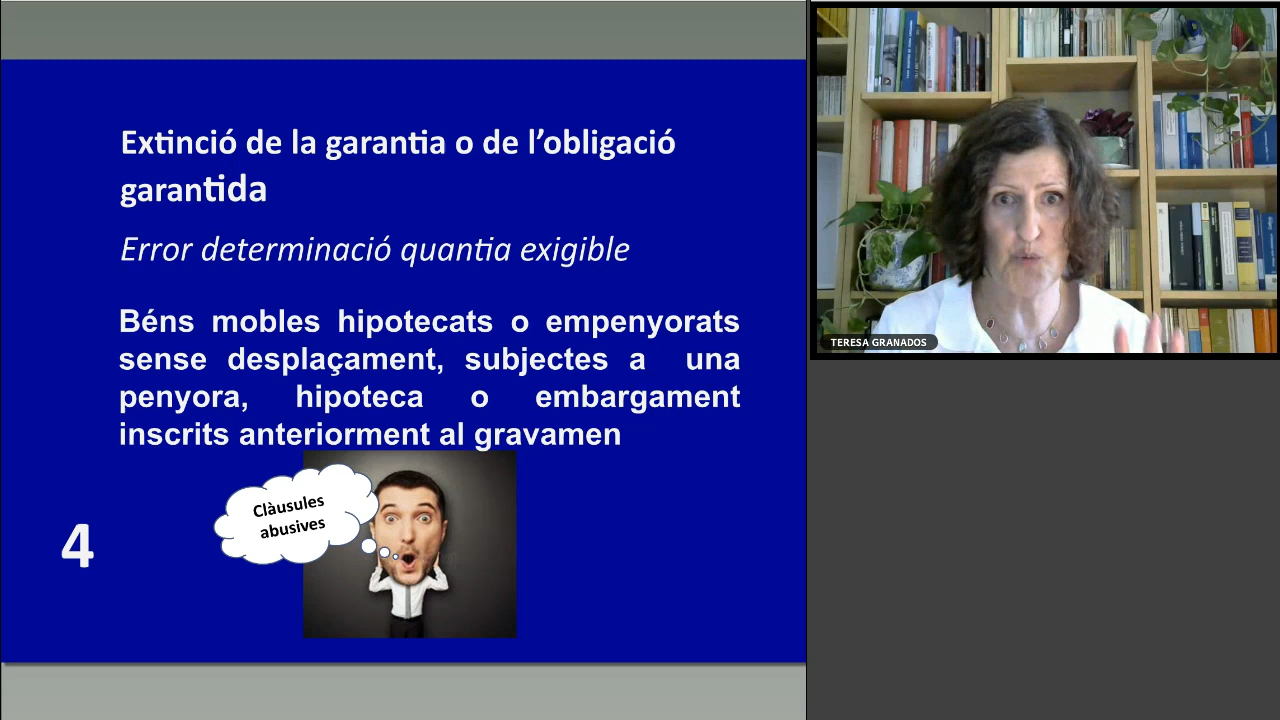 Extinció de la garantia o de l’obligació
garantida
Error determinació quantia exigible
Béns mobles hipotecats o empenyorats
sense desplaçament, subjectes a una
penyora, hipoteca o embargament
inscrits anteriorment al gravamen
Clàusules
abusives
4
TERESA GRANADOS